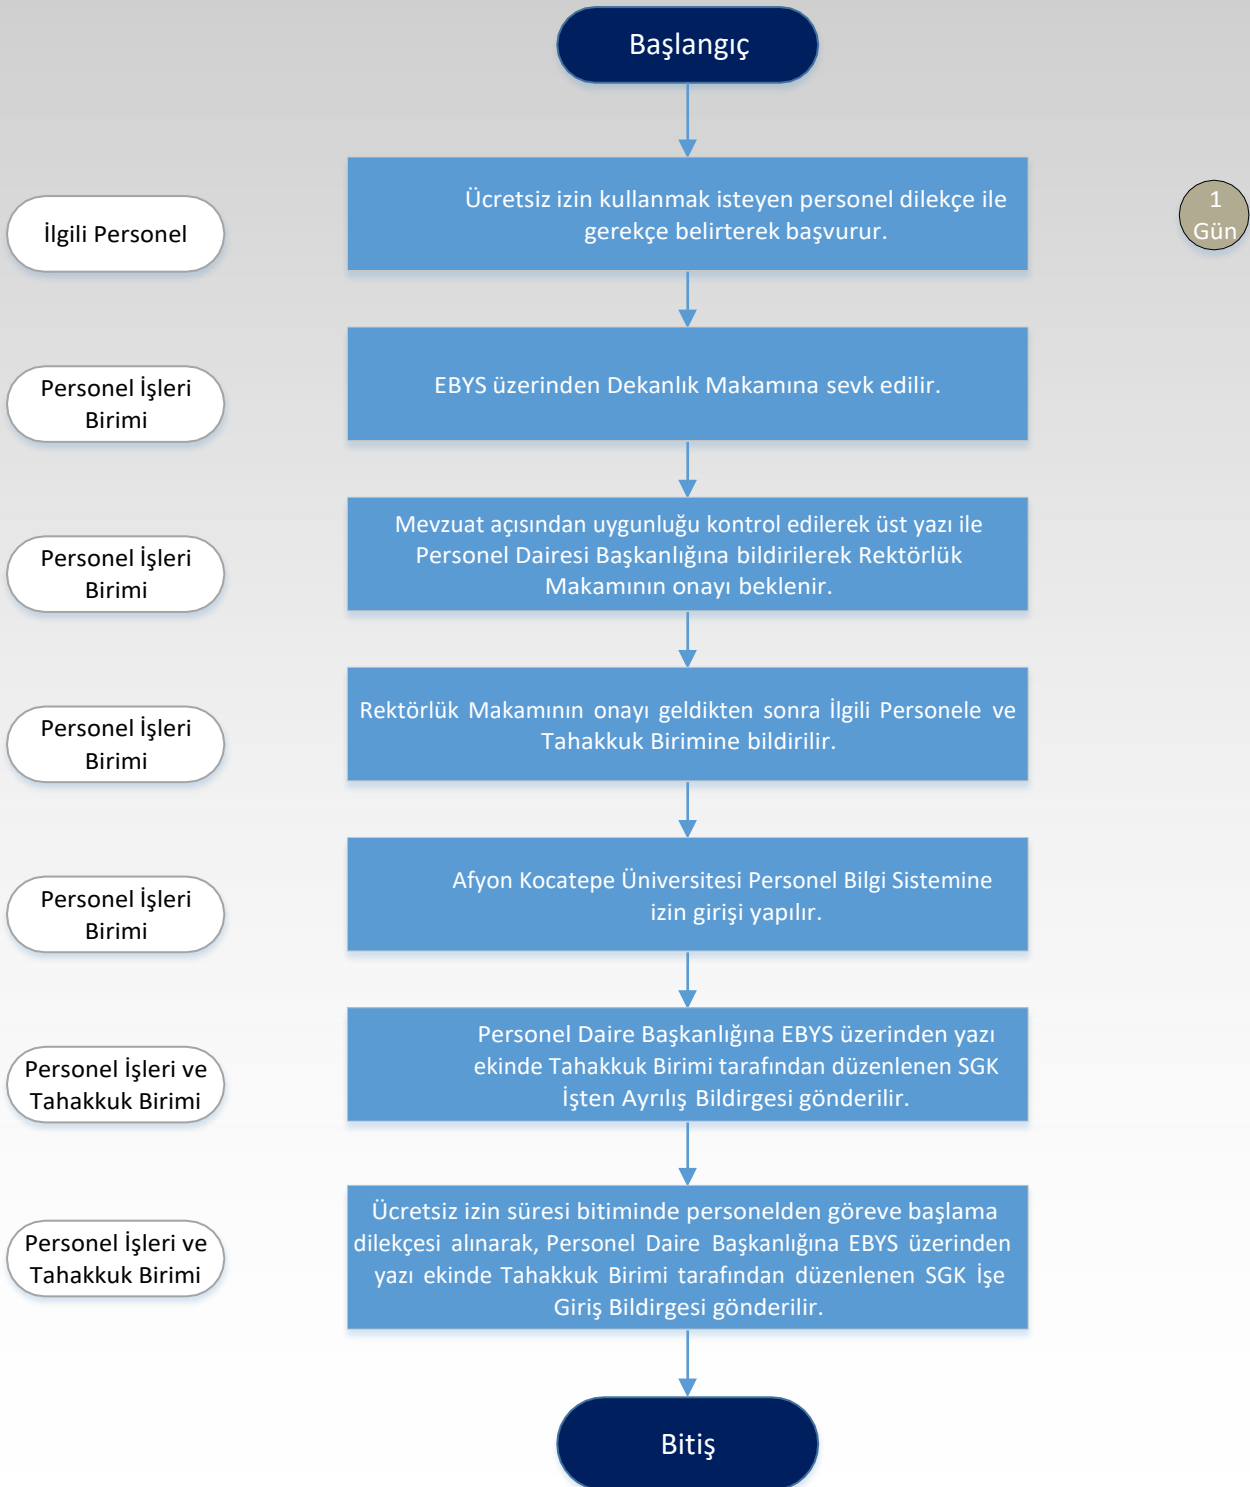 Başlangıç
İlgili Personel
Ücretsiz izin kullanmak isteyen personel dilekçe ile
gerekçe belirterek başvurur.
1
Gün
Personel İşleri
Birimi
EBYS üzerinden Dekanlık Makamına sevk edilir.
Personel İşleri
Birimi
Mevzuat açısından uygunluğu kontrol edilerek üst yazı ile
Personel Dairesi Başkanlığına bildirilerek Rektörlük
Makamının onayı beklenir.
Personel İşleri
Birimi
Rektörlük Makamının onayı geldikten sonra İlgili Personele ve
Tahakkuk Birimine bildirilir.
Personel İşleri
Birimi
Afyon Kocatepe Üniversitesi Personel Bilgi Sistemine
izin girişi yapılır.
Personel İşleri ve
Tahakkuk Birimi
Personel Daire Başkanlığına EBYS üzerinden yazı
ekinde Tahakkuk Birimi tarafından düzenlenen SGK
İşten Ayrılış Bildirgesi gönderilir.
Personel İşleri ve
Tahakkuk Birimi
Ücretsiz izin süresi bitiminde personelden göreve başlama
dilekçesi alınarak, Personel Daire Başkanlığına EBYS üzerinden
yazı ekinde Tahakkuk Birimi tarafından düzenlenen SGK İşe
Giriş Bildirgesi gönderilir.
Bitiş